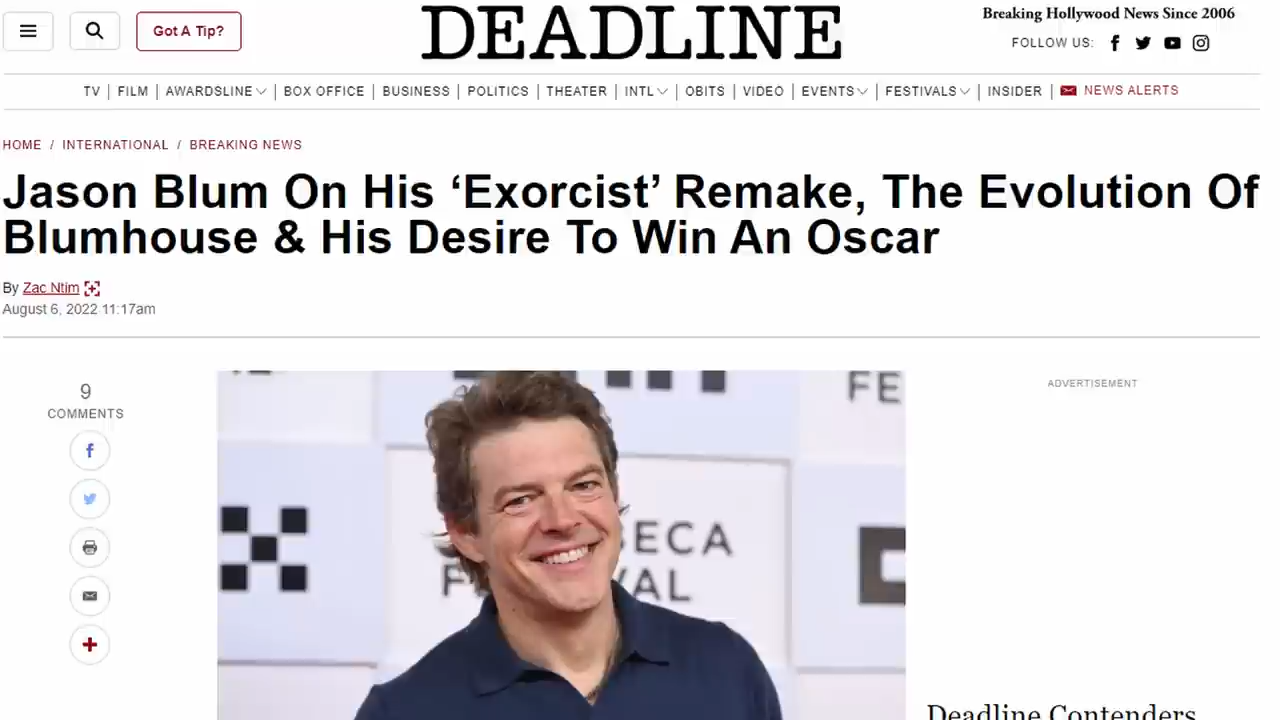 Got A Tip?
DEADLINE
Breaking Hollywood News Since 2006
FOLLOW US:
TV | FILM | AWARDSLINE | BOX OFFICE | BUSINESS | POLITICS | THEATER | INTL | OBITS | VIDEO | EVENTS | FESTIVALS | INSIDER | NEWS ALERTS
HOME / INTERNATIONAL / BREAKING NEWS
Jason Blum On His ‘Exorcist’ Remake, The Evolution Of
Blumhouse & His Desire To Win An Oscar
By Zac Ntim
August 6, 2022 11:17am
9
COMMENTS
ADVERTISEMENT
FE
ECA
F
VAL
Deadline Contenders